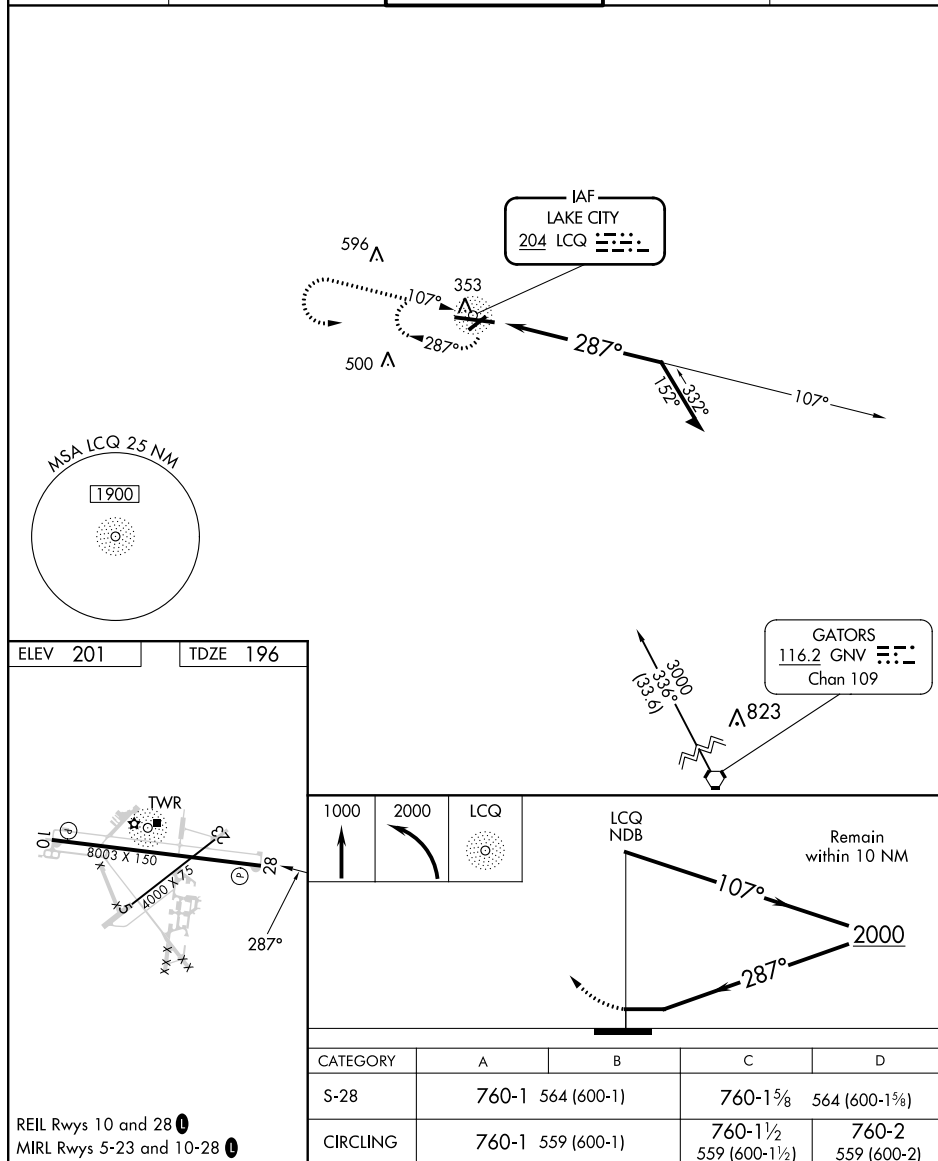 IAF
LAKE CITY
204 LCQ
596
353
107°
287°
500
287°
332°
152°
107°
MSA LCQ 25 NM
1900
GATORS
116.2 GNV
Chan 109
3000
336°
(33.6)
823
ELEV 201
TDZE 196
TWR
10
P
8003 X 150
23
28
P
4000 X 75
5
X
X
X
X
X
X
X
287°
REIL Rwys 10 and 28 L
MIRL Rwys 5-23 and 10-28 L
1000
2000
LCQ
LCQ
NDB
Remain
within 10 NM
107°
2000
287°
CATEGORY A B C D
S-28 760-1 564 (600-1) 760-1⅝ 564 (600-1⅝)
CIRCLING 760-1 559 (600-1) 760-1½ 559 (600-1½) 760-2 559 (600-2)